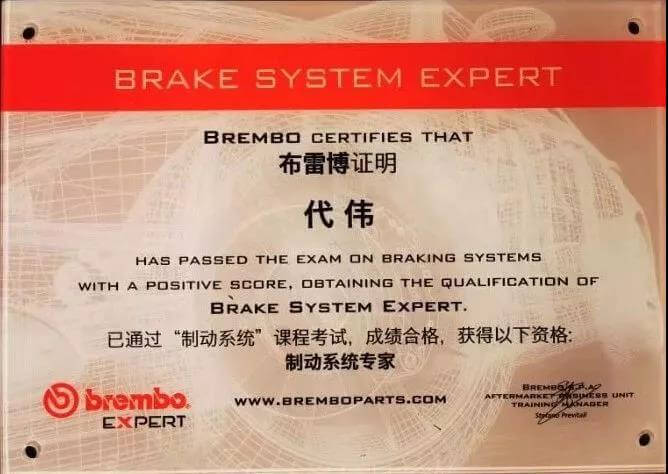 BRAKE SYSTEM EXPERT
BREMBO CERTIFIES THAT
布雷博证明
代伟
HAS PASSED THE EXAM ON BRAKING SYSTEMS
WITH A POSITIVE SCORE, OBTAINING THE QUALIFICATION OF
BRAKE SYSTEM EXPERT.
已通过“制动系统”课程考试,成绩合格,获得以下资格:
制动系统专家
brembo
EXPERT
WWW.BREMBOPARTS.COM
BREMBO S.P.A.
AFTERMARKET BUSINESS UNIT
TRAINING MANAGER
Stefano Previtali